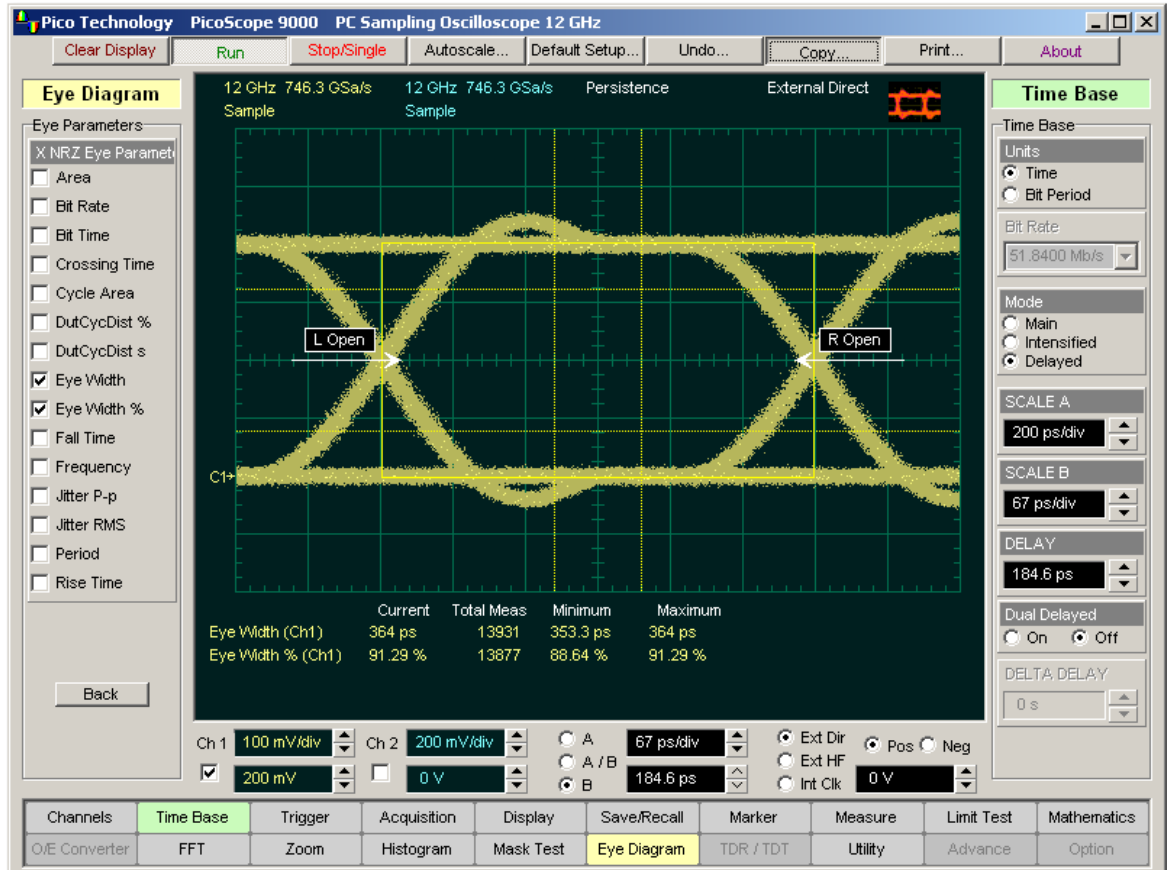 Pico Technology PicoScope 9000 PC Sampling Oscilloscope 12 GHz
Clear Display Run Stop/Single Autoscale... Default Setup... Undo... Copy... Print... About
Eye Diagram
Eye Parameters
X NRZ Eye Paramet
Area
Bit Rate
Bit Time
Crossing Time
Cycle Area
DutCycDist %
DutCycDist s
Eye Width
Eye Width %
Fall Time
Frequency
Jitter P-p
Jitter RMS
Period
Rise Time
Back
12 GHz 746.3 GSa/s 12 GHz 746.3 GSa/s Persistence External Direct
Sample Sample
L Open R Open
C1
Current Total Meas Minimum Maximum
Eye Width (Ch1) 364 ps 13931 353.3 ps 364 ps
Eye Width % (Ch1) 91.29 % 13877 88.64 % 91.29 %
Time Base
Time Base
Units
Time
Bit Period
Bit Rate
51.8400 Mb/s
Mode
Main
Intensified
Delayed
SCALE A
200 ps/div
SCALE B
67 ps/div
DELAY
184.6 ps
Dual Delayed
On Off
DELTA DELAY
0 s
Ch 1 100 mV/div Ch 2 200 mV/div A 67 ps/div Ext Dir Pos Neg
A / B Ext HF
200 mV 0 V B 184.6 ps Int Clk 0 V
Channels Time Base Trigger Acquisition Display Save/Recall Marker Measure Limit Test Mathematics
O/E Converter FFT Zoom Histogram Mask Test Eye Diagram TDR / TDT Utility Advance Option